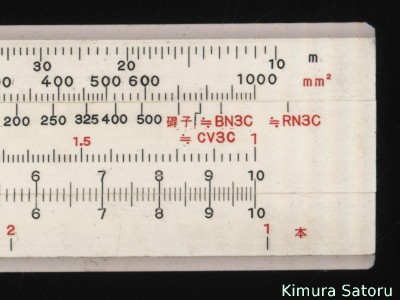 30 20 10 m
400 500 600 1000 mm²
200 250 325 400 500 碍子 ≒BN3C ≒RN3C
1.5 ≒CV3C 1
6 7 8 9 10
6 7 8 9 10
2 1 本
Kimura Satoru